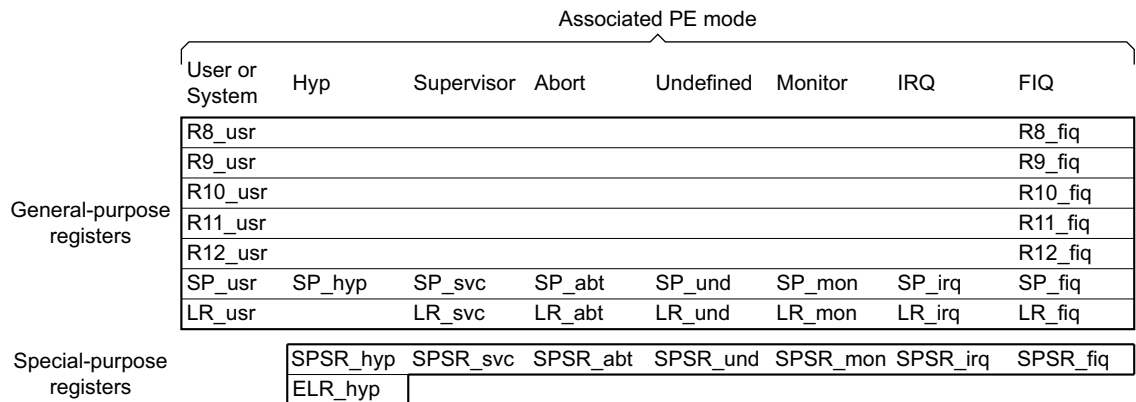 Associated PE mode
User or System Hyp Supervisor Abort Undefined Monitor IRQ FIQ
General-purpose registers
R8_usr R8_fiq
R9_usr R9_fiq
R10_usr R10_fiq
R11_usr R11_fiq
R12_usr R12_fiq
SP_usr SP_hyp SP_svc SP_abt SP_und SP_mon SP_irq SP_fiq
LR_usr LR_svc LR_abt LR_und LR_mon LR_irq LR_fiq
Special-purpose registers
SPSR_hyp SPSR_svc SPSR_abt SPSR_und SPSR_mon SPSR_irq SPSR_fiq
ELR_hyp